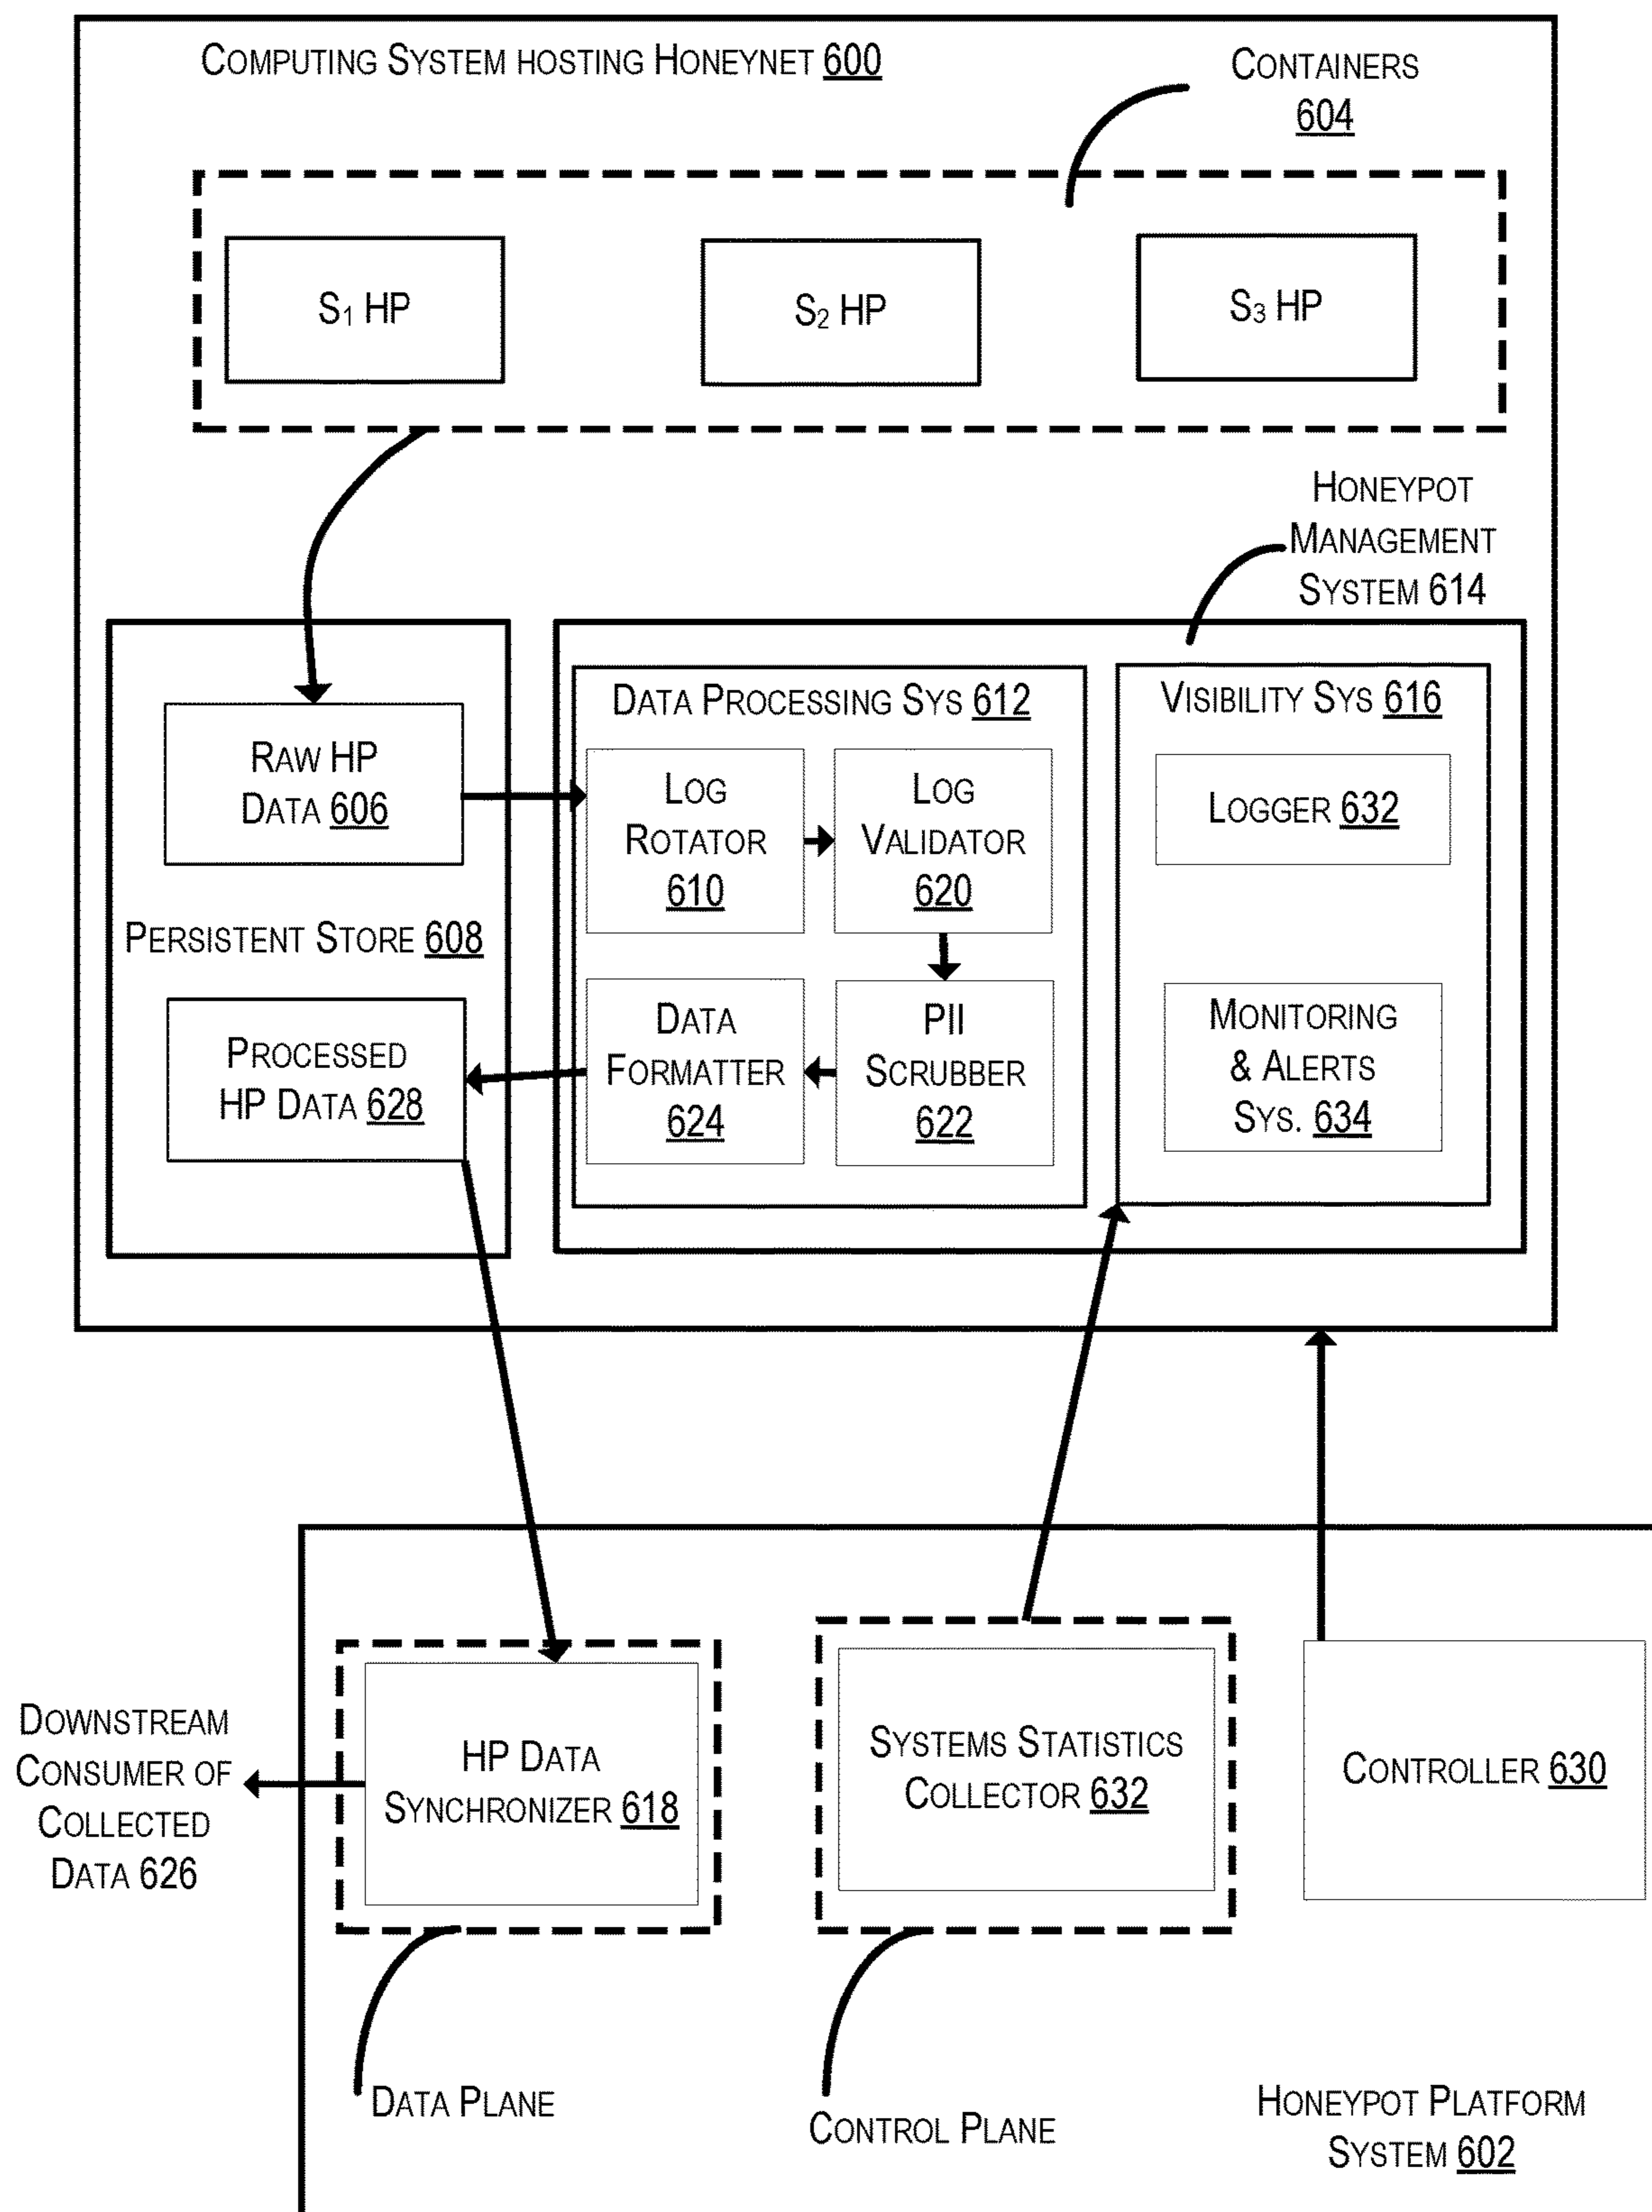 Computing System hosting Honeynet 600
Containers
604
S1 HP
S2 HP
S3 HP
Honeypot
Management
System 614
Raw HP
Data 606
Persistent Store 608
Processed
HP Data 628
Data Processing Sys 612
Log
Rotator
610
Log
Validator
620
Data
Formatter
624
PII
Scrubber
622
Visibility Sys 616
Logger 632
Monitoring
& Alerts
Sys. 634
Downstream
Consumer of
Collected
Data 626
HP Data
Synchronizer 618
Systems Statistics
Collector 632
Controller 630
Data Plane
Control Plane
Honeypot Platform
System 602